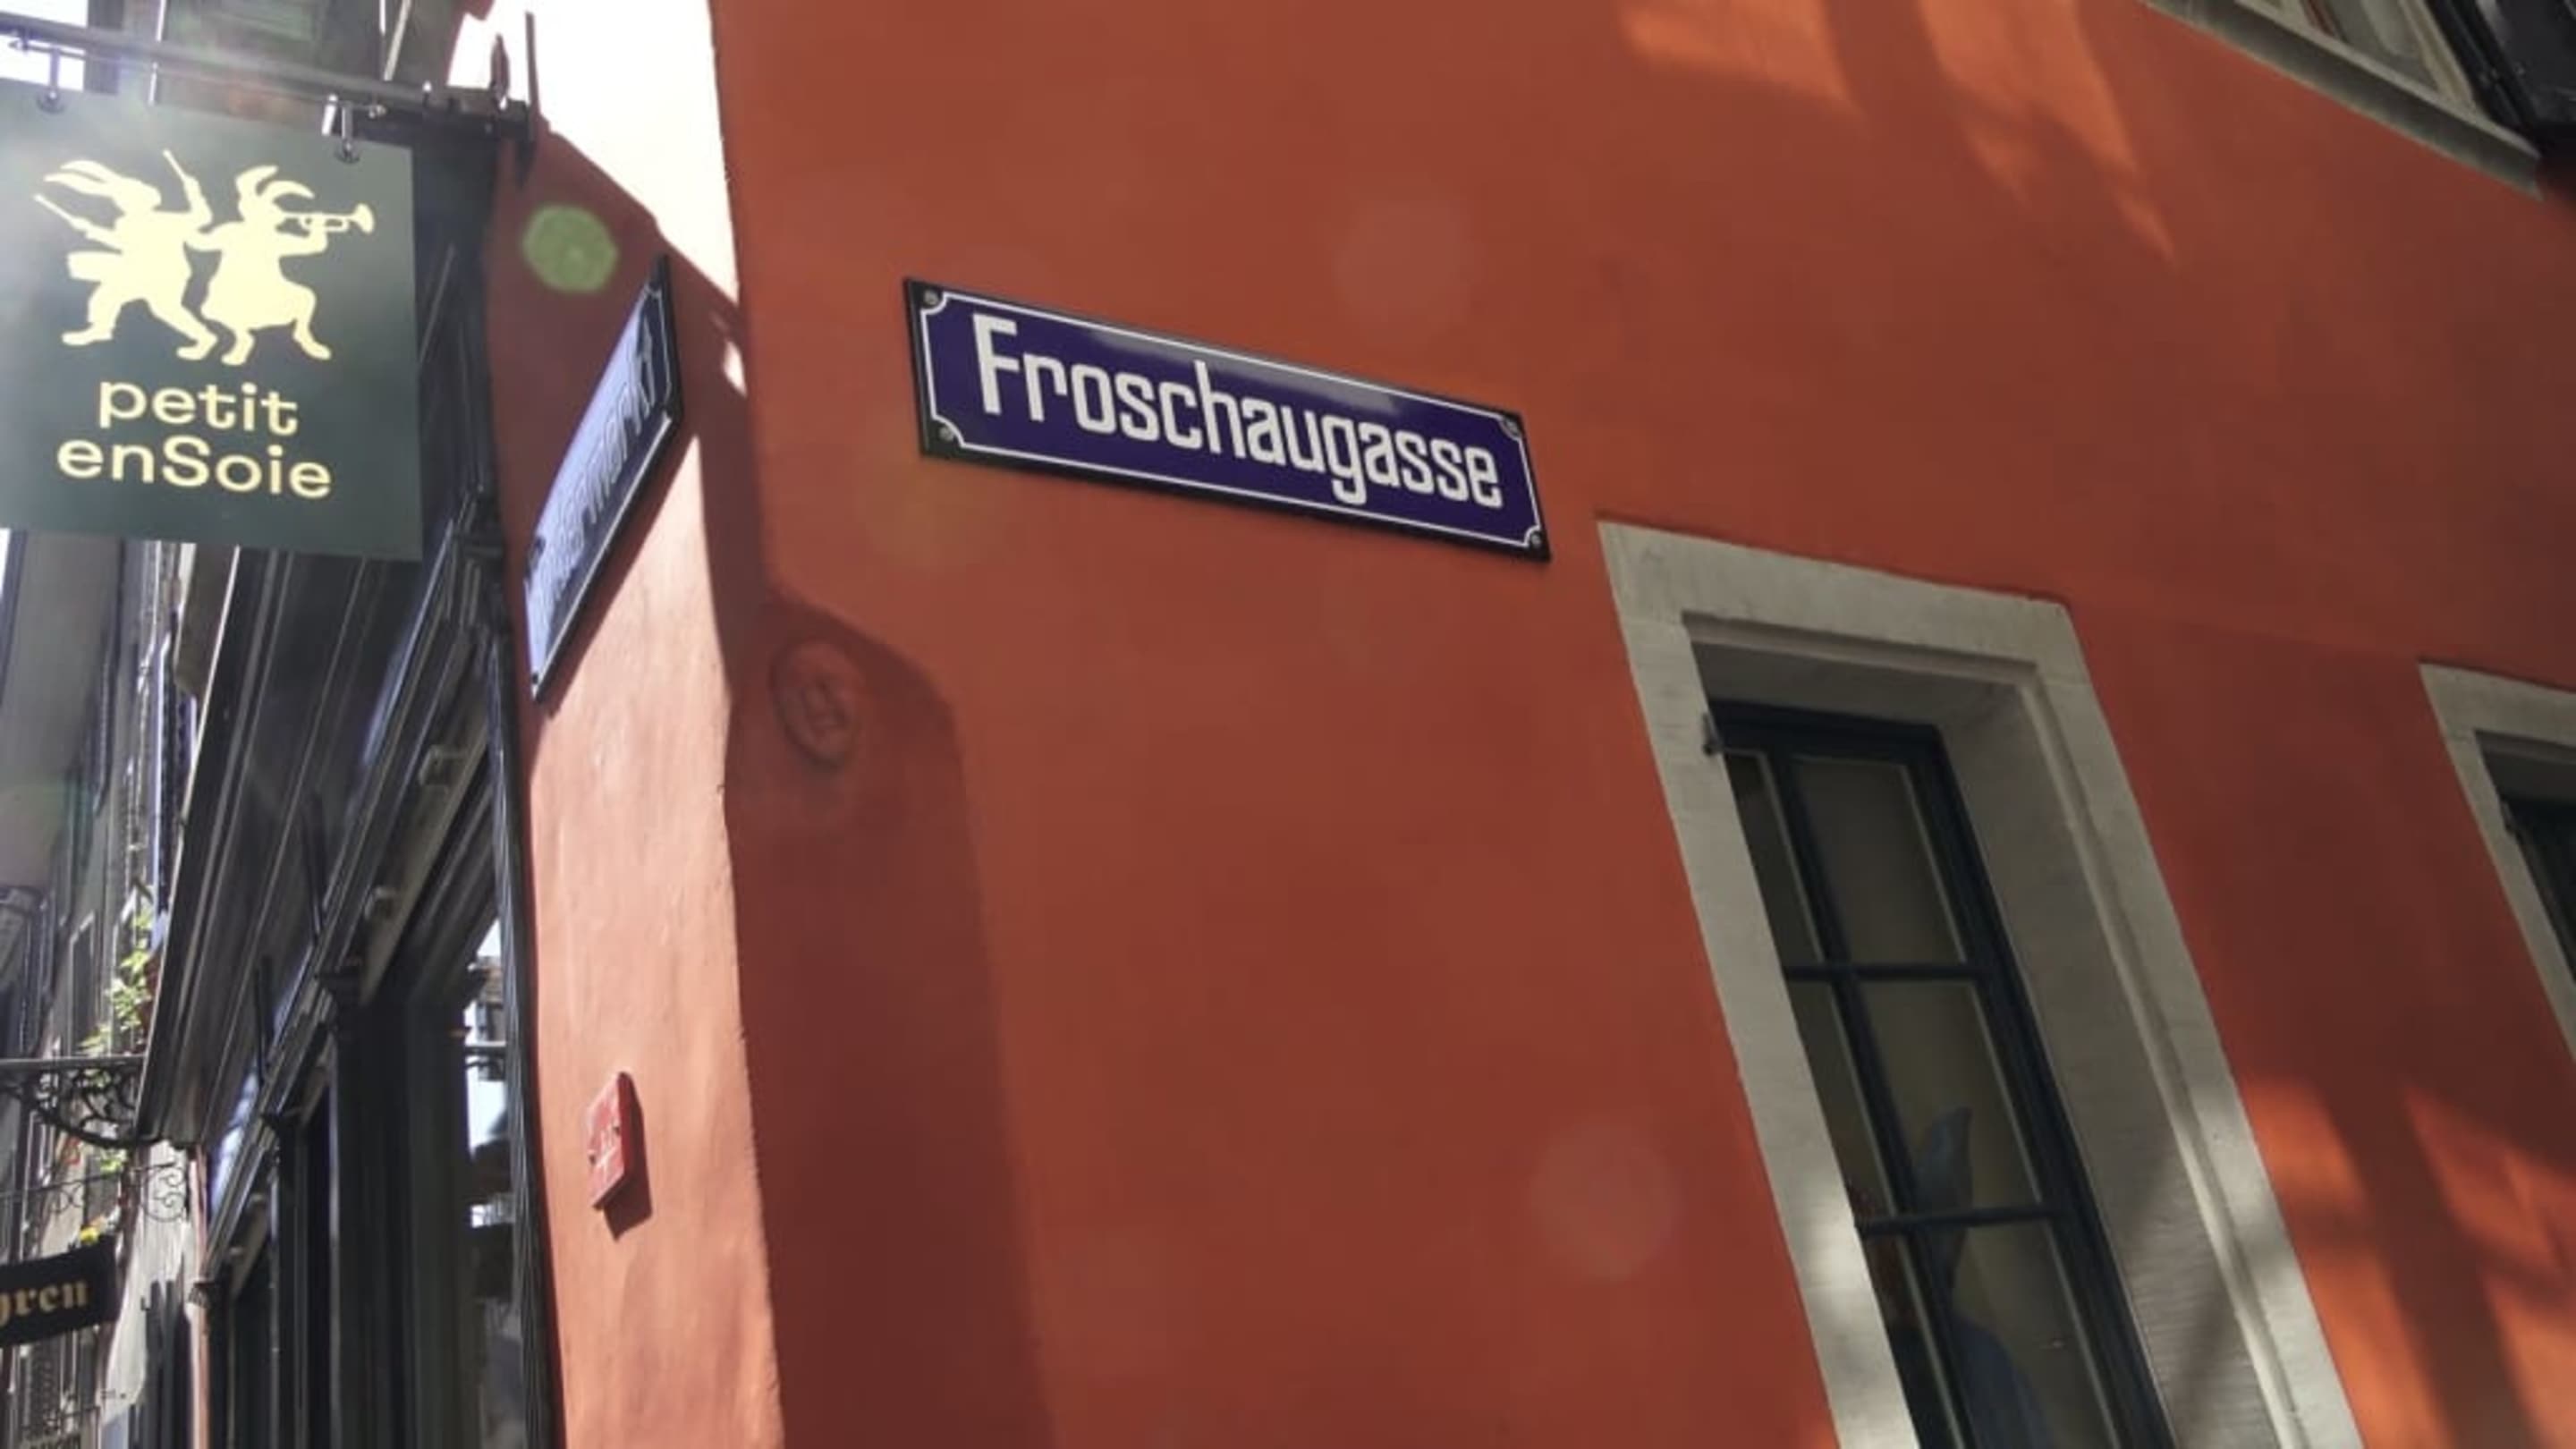 petit
enSoie
Froschaugasse